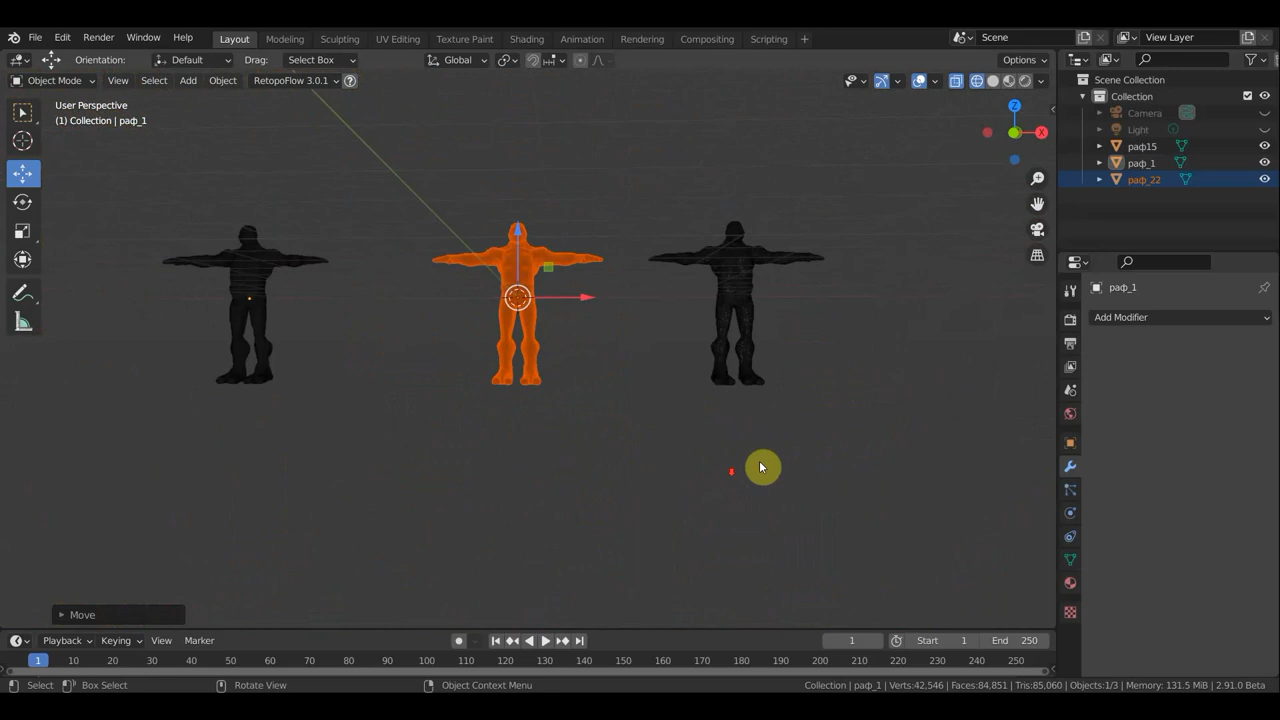 File Edit Render Window Help Layout Modeling Sculpting UV Editing Texture Paint Shading Animation Rendering Compositing Scripting + Scene View Layer
Orientation: Default Drag: Select Box Global Options
Object Mode View Select Add Object RetopoFlow 3.0.1 ?
Scene Collection
Collection
Camera
Light
раф15
раф_1
раф_22
User Perspective
(1) Collection | раф_1
Z
X
раф_1
Add Modifier
Move
Playback Keying View Marker 1 Start 1 End 250
1 10 20 30 40 50 60 70 80 90 100 110 120 130 140 150 160 170 180 190 200 210 220 230 240 250
Select Box Select Rotate View Object Context Menu Collection | раф_1 | Verts:42,546 | Faces:84,851 | Tris:85,060 | Objects:1/3 | Memory: 131.5 MiB | 2.91.0 Beta